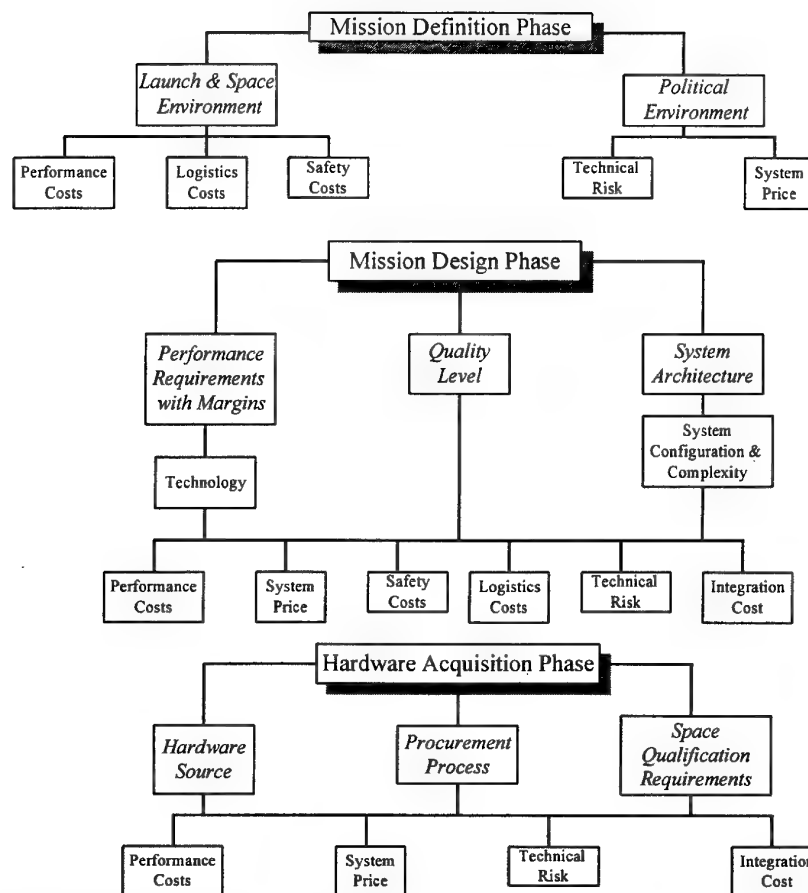 Mission Definition Phase
Launch & Space
Environment
Political
Environment
Performance
Costs
Logistics
Costs
Safety
Costs
Technical
Risk
System
Price
Mission Design Phase
Performance
Requirements
with Margins
Quality
Level
System
Architecture
Technology
System
Configuration &
Complexity
Performance
Costs
System
Price
Safety
Costs
Logistics
Costs
Technical
Risk
Integration
Cost
Hardware Acquisition Phase
Hardware
Source
Procurement
Process
Space
Qualification
Requirements
Performance
Costs
System
Price
Technical
Risk
Integration
Cost